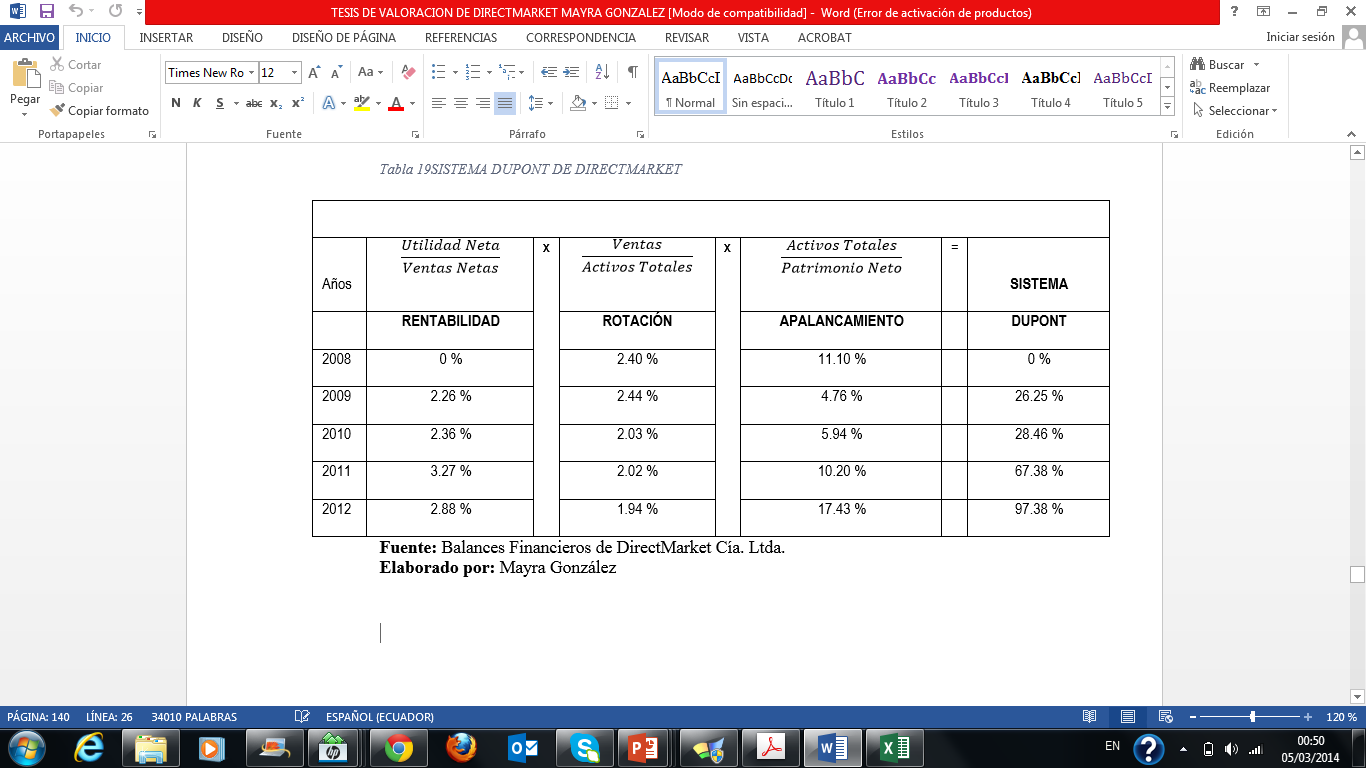 TESIS DE VALORACION DE DIRECTMARKET MAYRA GONZALEZ [Modo de compatibilidad] - Word (Error de activación de productos)
ARCHIVO INICIO INSERTAR DISEÑO DISEÑO DE PÁGINA REFERENCIAS CORRESPONDENCIA REVISAR VISTA ACROBAT Iniciar sesión
Pegar
Cortar
Copiar
Copiar formato
Portapapeles
Times New Ro 12
N K S abc x₂ x²
Fuente
Párrafo
AaBbCcI AaBbCcDc AaBbC AaBbCc AaBbCcI AaBbCcI AaBbCcI
¶ Normal Sin espaci... Título 1 Título 2 Título 3 Título 4 Título 5
Estilos
Buscar
Reemplazar
Seleccionar
Edición
Tabla 19SISTEMA DUPONT DE DIRECTMARKET
Utilidad Neta x Ventas x Activos Totales =
Ventas Netas Activos Totales Patrimonio Neto
Años SISTEMA
RENTABILIDAD ROTACIÓN APALANCAMIENTO DUPONT
2008 0 % 2.40 % 11.10 % 0 %
2009 2.26 % 2.44 % 4.76 % 26.25 %
2010 2.36 % 2.03 % 5.94 % 28.46 %
2011 3.27 % 2.02 % 10.20 % 67.38 %
2012 2.88 % 1.94 % 17.43 % 97.38 %
Fuente: Balances Financieros de DirectMarket Cía. Ltda.
Elaborado por: Mayra González
PÁGINA: 140 LÍNEA: 26 34010 PALABRAS ESPAÑOL (ECUADOR) 120 %
EN 00:50
05/03/2014